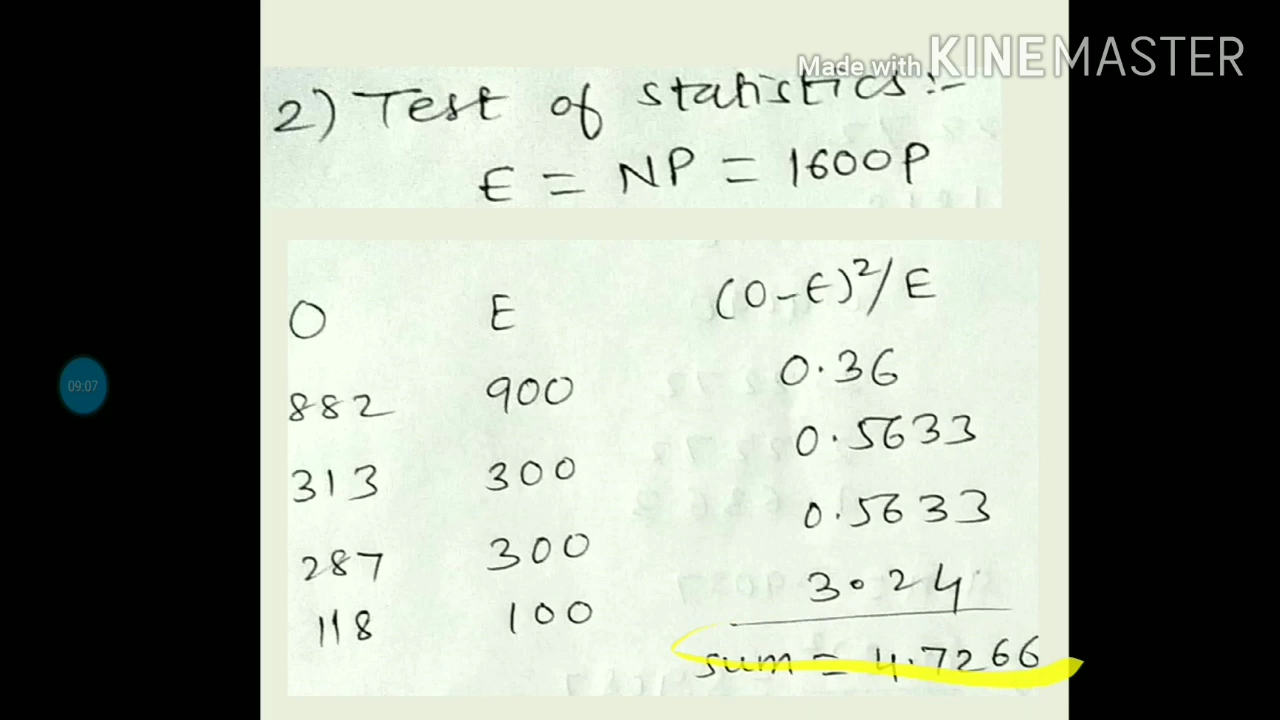 Made with KINEMASTER
2) Test of statistics:-
E = NP = 1600P
O E (O-E)²/E
882 900 0.36
313 300 0.5633
287 300 0.5633
118 100 3.24
sum = 4.7266
09:07